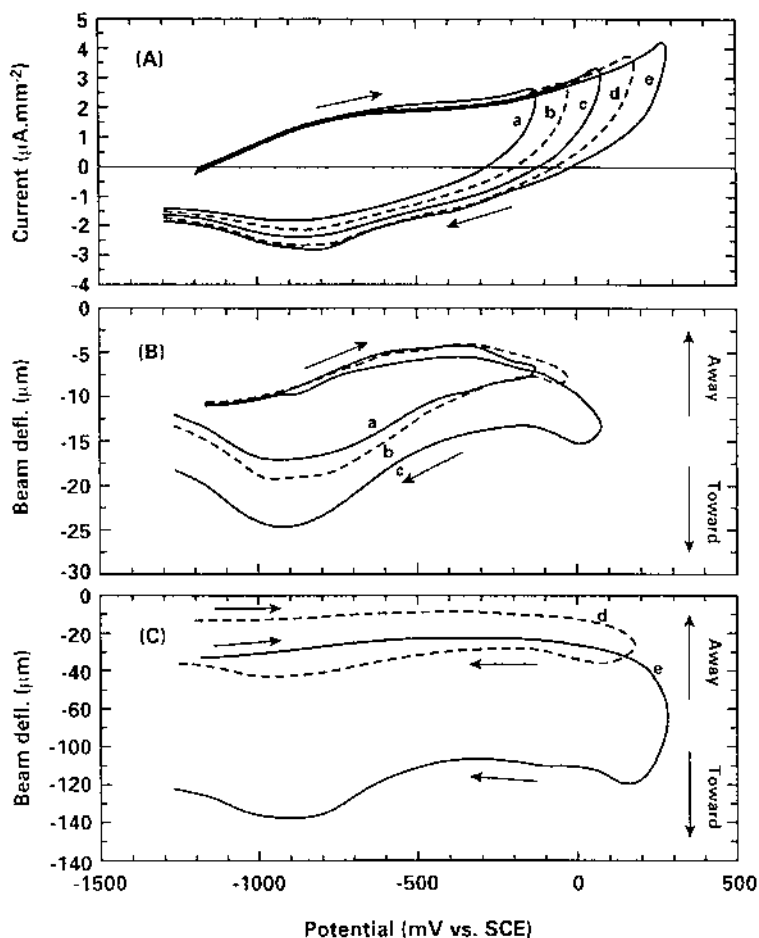 5
4
3
2
1
0
-1
-2
-3
-4
Current (μA.mm-2)
(A)
a
b
c
d
e
0
-5
-10
-15
-20
-25
-30
Beam defl. (μm)
(B)
a
b
c
Away
Toward
0
-20
-40
-60
-80
-100
-120
-140
-160
Beam defl. (μm)
(C)
d
e
Away
Toward
-1500
-1000
-500
0
500
Potential (mV vs. SCE)